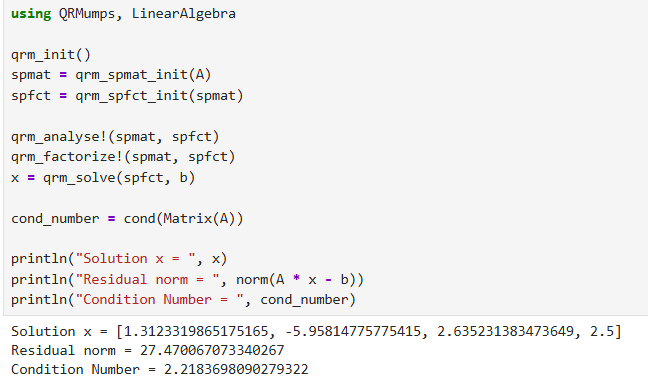 using QRMumps, LinearAlgebra
qrm_init()
spmat = qrm_spmat_init(A)
spfct = qrm_spfct_init(spmat)
qrm_analyse!(spmat, spfct)
qrm_factorize!(spmat, spfct)
x = qrm_solve(spfct, b)
cond_number = cond(Matrix(A))
println("Solution x = ", x)
println("Residual norm = ", norm(A * x - b))
println("Condition Number = ", cond_number)
Solution x = [1.3123319865175165, -5.95814775775415, 2.635231383473649, 2.5]
Residual norm = 27.470067073340267
Condition Number = 2.2183698090279322